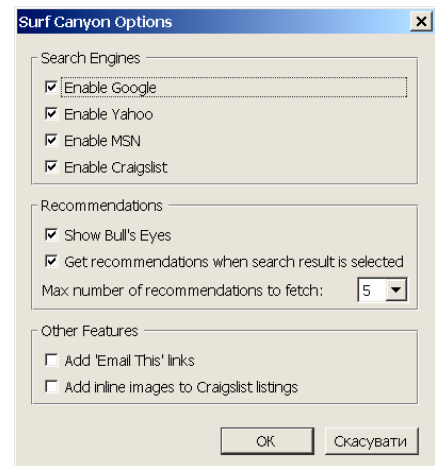 Surf Canyon Options
Search Engines
Enable Google
Enable Yahoo
Enable MSN
Enable Craigslist
Recommendations
Show Bull's Eyes
Get recommendations when search result is selected
Max number of recommendations to fetch: 5
Other Features
Add 'Email This' links
Add inline images to Craigslist listings
ОК Скасувати